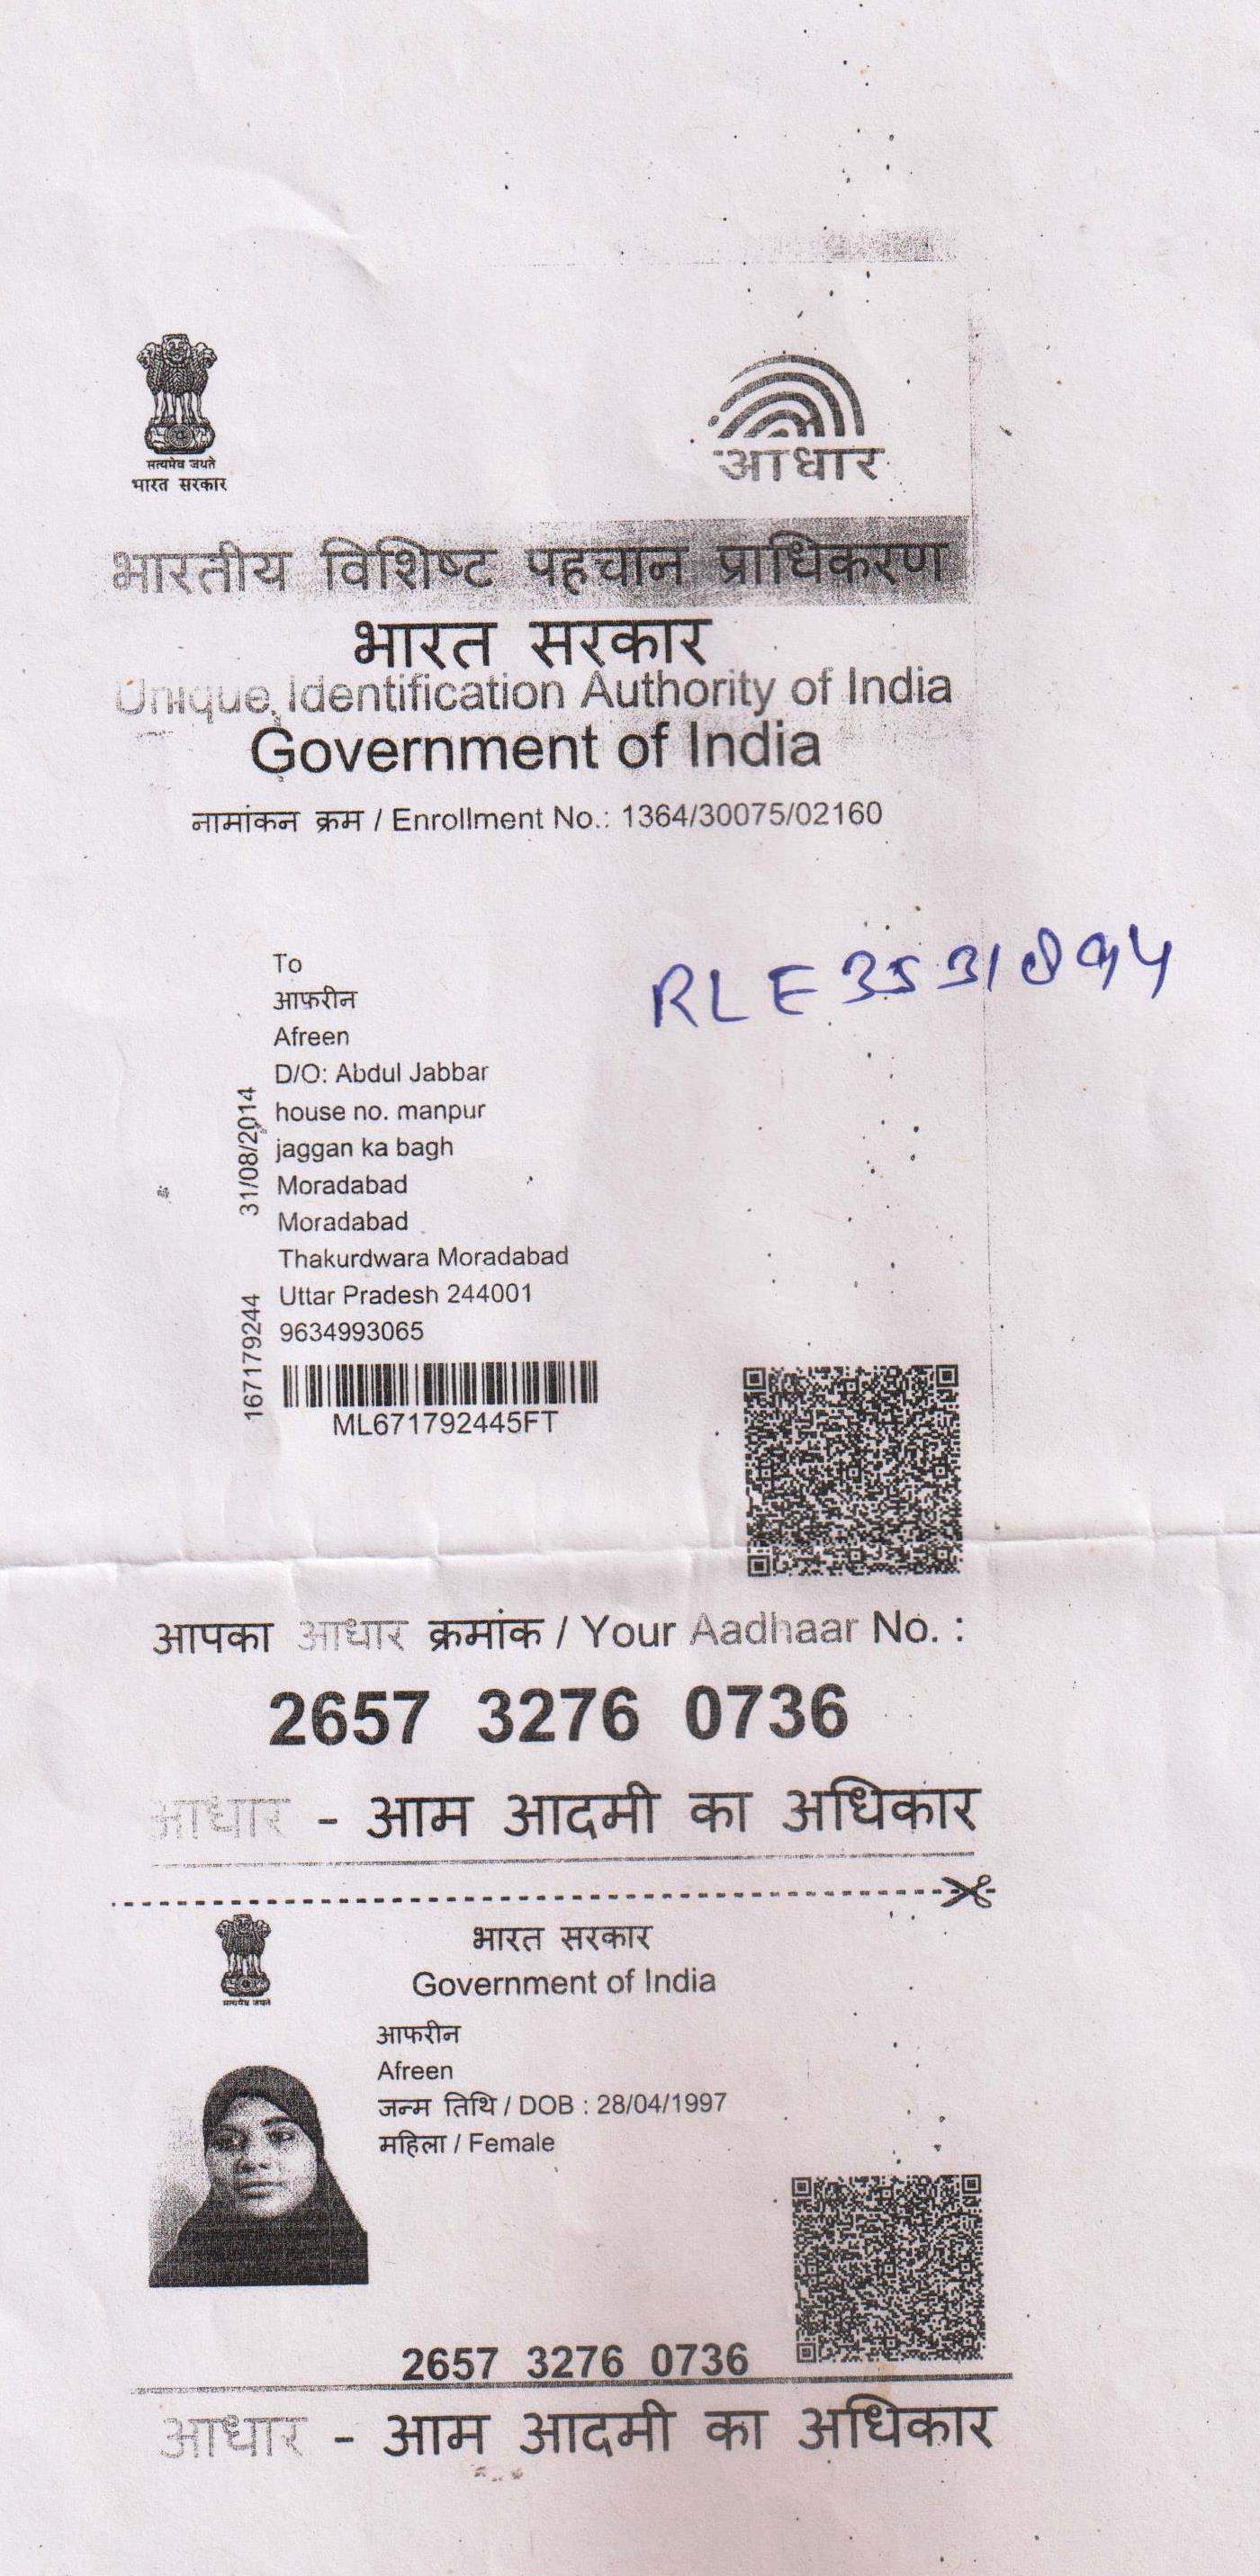 सत्यमेव जयते
भारत सरकार
आधार
भारतीय विशिष्ट पहचान प्राधिकरण
भारत सरकार
Unique Identification Authority of India
Government of India
नामांकन क्रम / Enrollment No.: 1364/30075/02160
To
आफरीन
Afreen
D/O: Abdul Jabbar
house no. manpur
jaggan ka bagh
Moradabad
Moradabad
Thakurdwara Moradabad
Uttar Pradesh 244001
9634993065
31/08/2014
167179244
ML671792445FT
RLE3531894
आपका आधार क्रमांक / Your Aadhaar No. :
2657 3276 0736
आधार - आम आदमी का अधिकार
भारत सरकार
Government of India
सत्यमेव जयते
आफरीन
Afreen
जन्म तिथि / DOB : 28/04/1997
महिला / Female
2657 3276 0736
आधार - आम आदमी का अधिकार